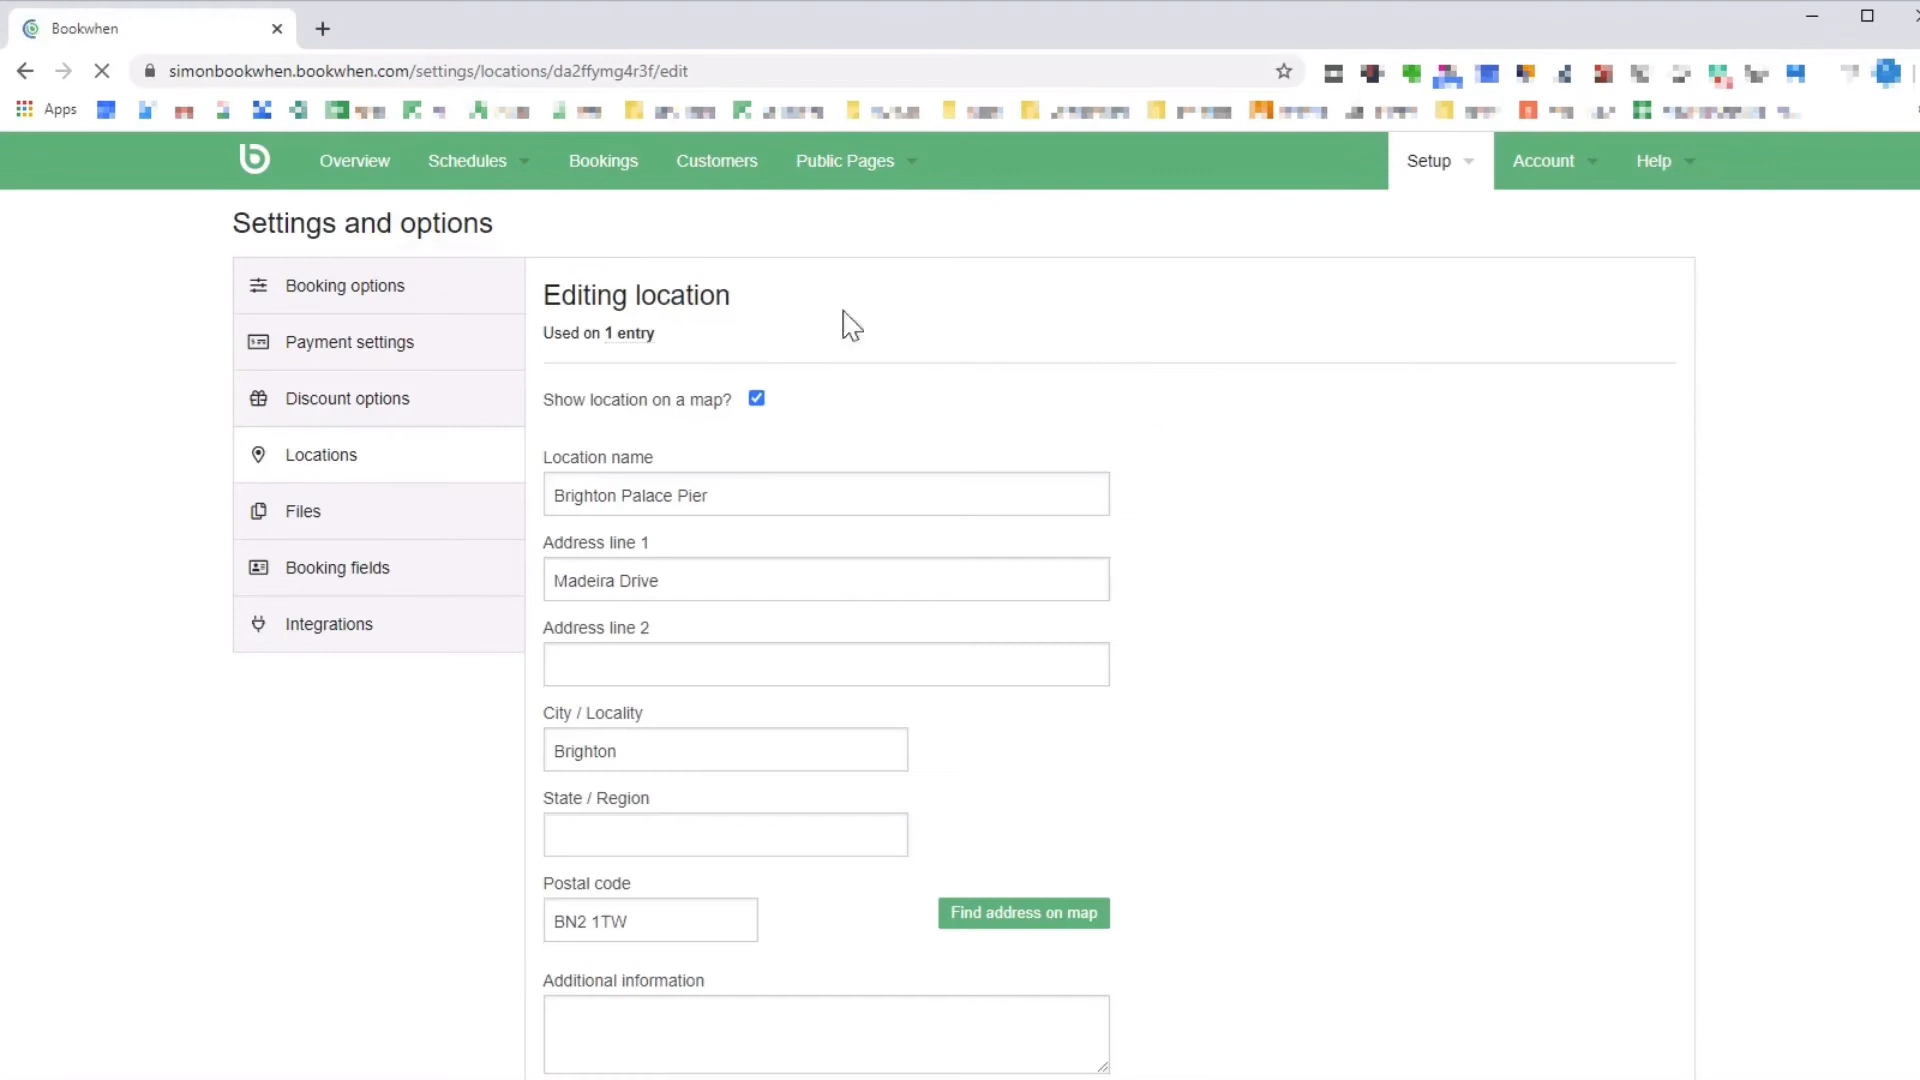 Bookwhen
simonbookwhen.bookwhen.com/settings/locations/da2ffymg4r3f/edit
Apps
Overview Schedules Bookings Customers Public Pages Setup Account Help
Settings and options
Booking options
Payment settings
Discount options
Locations
Files
Booking fields
Integrations
Editing location
Used on 1 entry
Show location on a map?
Location name
Brighton Palace Pier
Address line 1
Madeira Drive
Address line 2
City / Locality
Brighton
State / Region
Postal code
BN2 1TW
Find address on map
Additional information